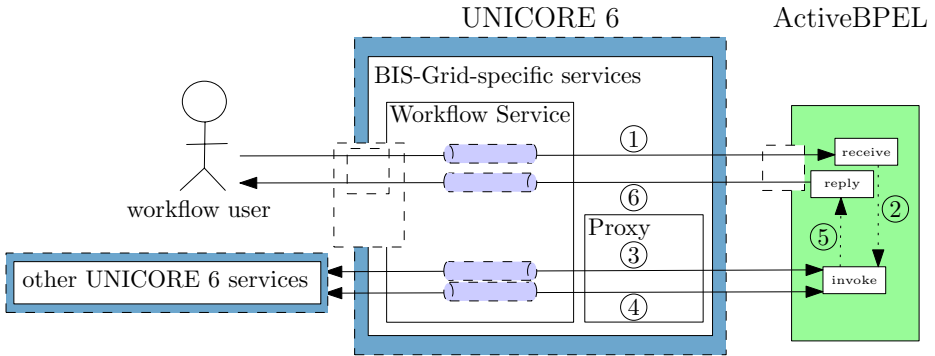 UNICORE 6
ActiveBPEL
BIS-Grid-specific services
Workflow Service
1
receive
6
reply
2
workflow user
Proxy
5
3
other UNICORE 6 services
invoke
4